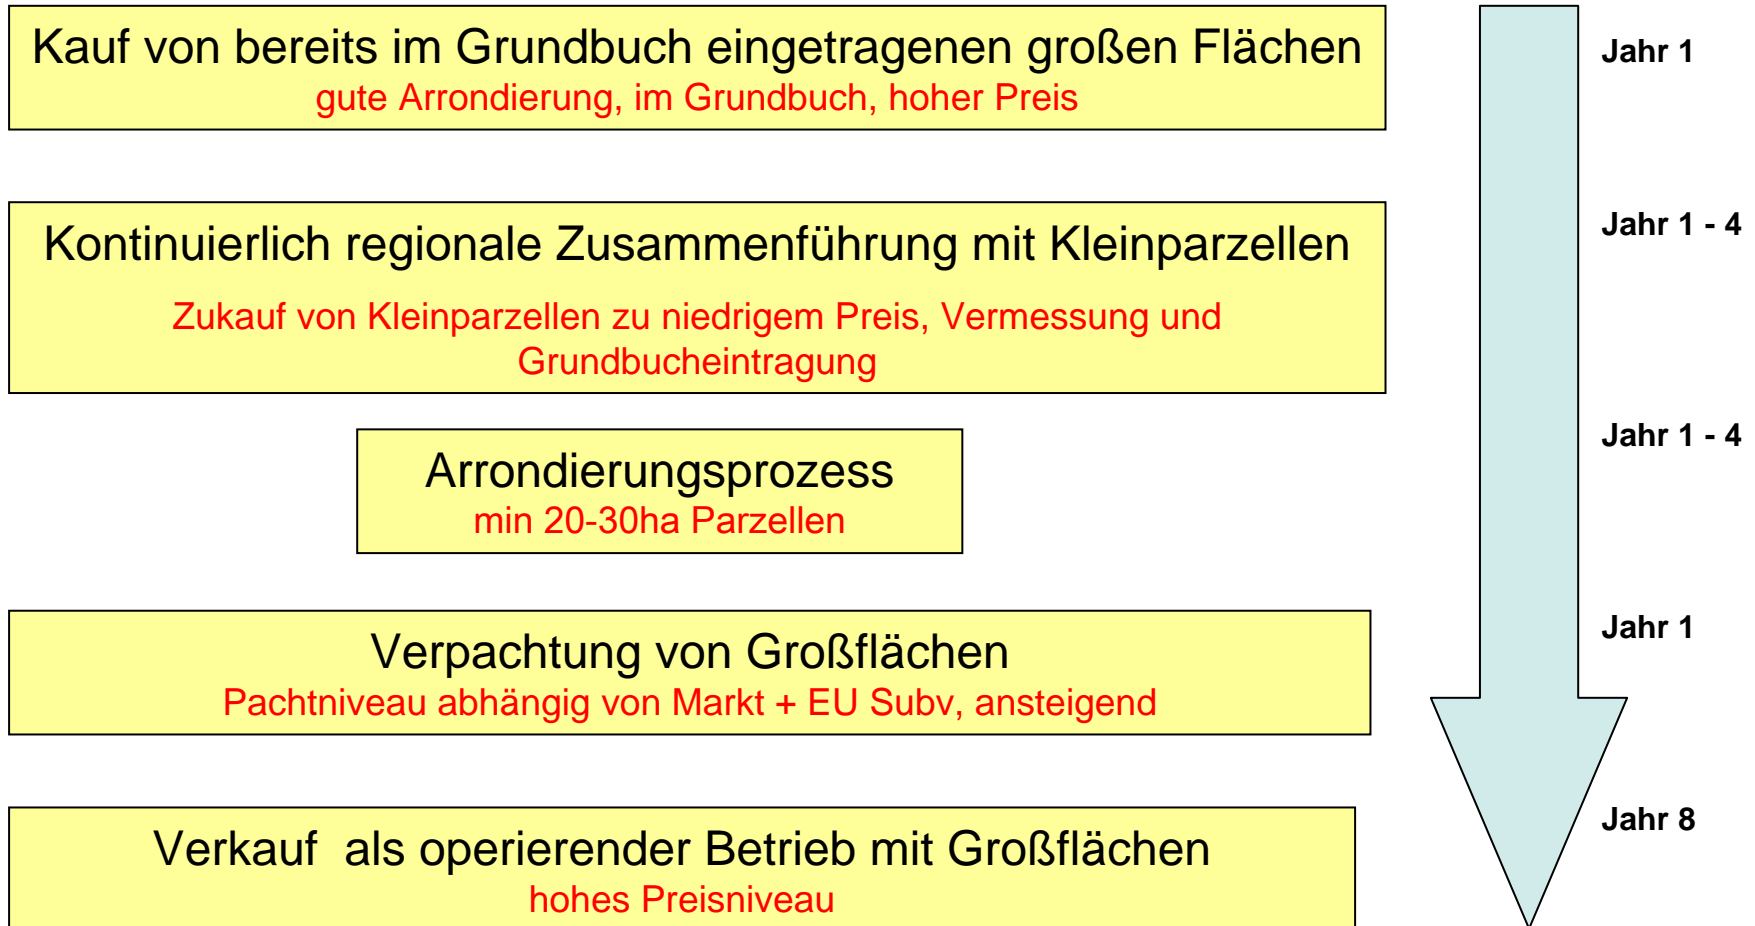 Kauf von bereits im Grundbuch eingetragenen großen Flächen
gute Arrondierung, im Grundbuch, hoher Preis
Jahr 1
Kontinuierlich regionale Zusammenführung mit Kleinparzellen
Zukauf von Kleinparzellen zu niedrigem Preis, Vermessung und
Grundbucheintragung
Jahr 1 - 4
Arrondierungsprozess
min 20-30ha Parzellen
Jahr 1 - 4
Verpachtung von Großflächen
Pachtniveau abhängig von Markt + EU Subv, ansteigend
Jahr 1
Verkauf  als operierender Betrieb mit Großflächen
hohes Preisniveau
Jahr 8